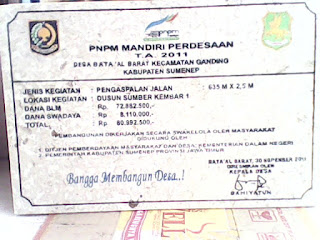 PNPM MANDIRI PERDESAAN
T.A. 2011
DESA BATA'AL BARAT KECAMATAN GANDING
KABUPATEN SUMENEP
JENIS KEGIATAN : PENGASPALAN JALAN 635 M X 2,5 M
LOKASI KEGIATAN : DUSUN SUMBER KEMBAR 1
DANA BLM : Rp. 72.882.500,-
DANA SWADAYA : Rp. 8.110.000,-
TOTAL : Rp. 80.992.500,-
PEMBANGUNAN DIKERJAKAN SECARA SWAKELOLA OLEH MASYARAKAT
DIDUKUNG OLEH :
1. DITJEN PEMBERDAYAAN MASYARAKAT DAN DESA, KEMENTERIAN DALAM NEGERI
2. PEMERINTAH KABUPATEN SUMENEP PROVINSI JAWA TIMUR
BATA'AL BARAT, 30 NOPEMBER 2011
KEPALA DESA
Bangga Membangun Desa..!